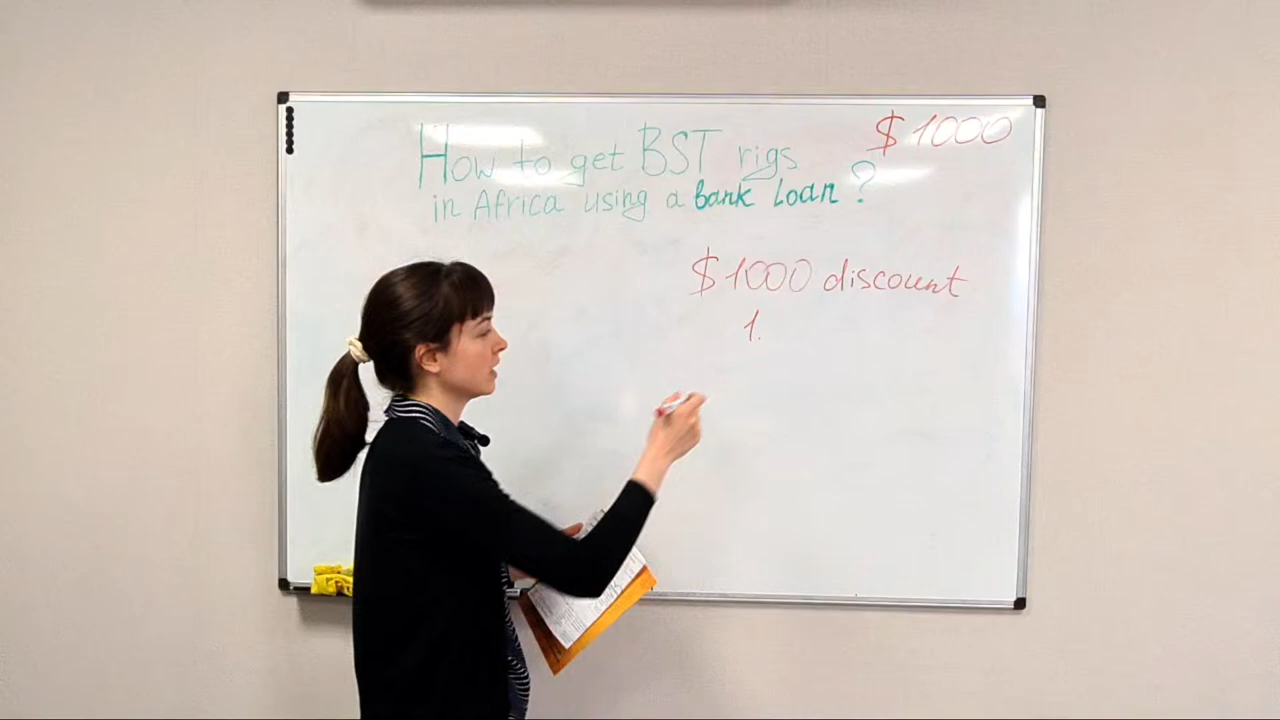 $1000
How to get BST rigs
in Africa using a bank loan?
$1000 discount
1.